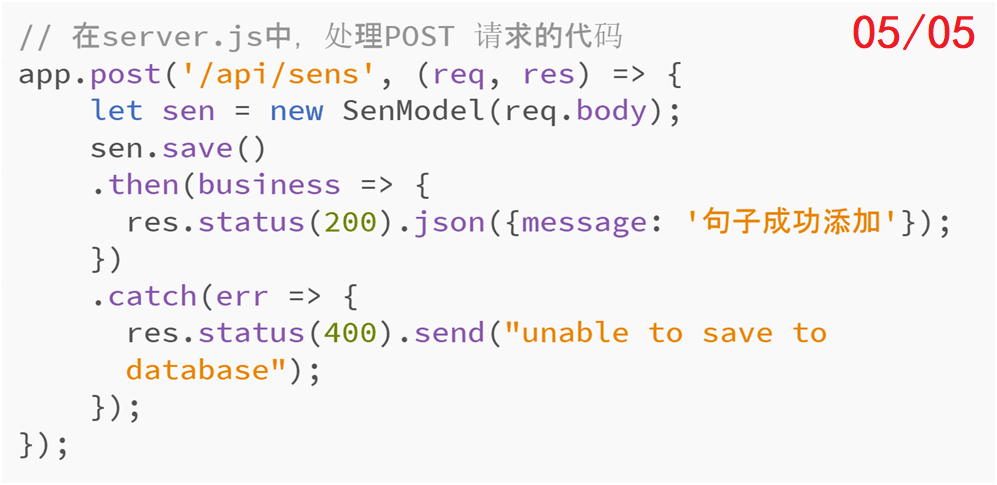 // 在server.js中, 处理POST 请求的代码
05/05
app.post('/api/sens', (req, res) => {
    let sen = new SenModel(req.body);
    sen.save()
    .then(business => {
      res.status(200).json({message: '句子成功添加'});
    })
    .catch(err => {
      res.status(400).send("unable to save to
      database");
    });
});